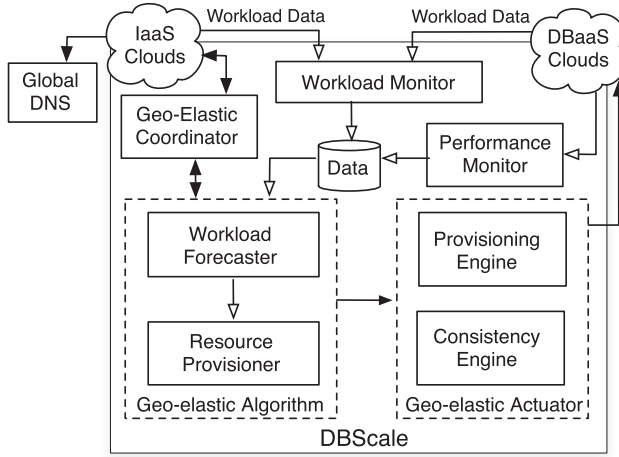 Workload Data
Workload Data
IaaS
Clouds
DBaaS
Clouds
Global
DNS
Workload Monitor
Geo-Elastic
Coordinator
Performance
Monitor
Data
Workload
Forecaster
Provisioning
Engine
Resource
Provisioner
Consistency
Engine
Geo-elastic Algorithm
Geo-elastic Actuator
DBScale